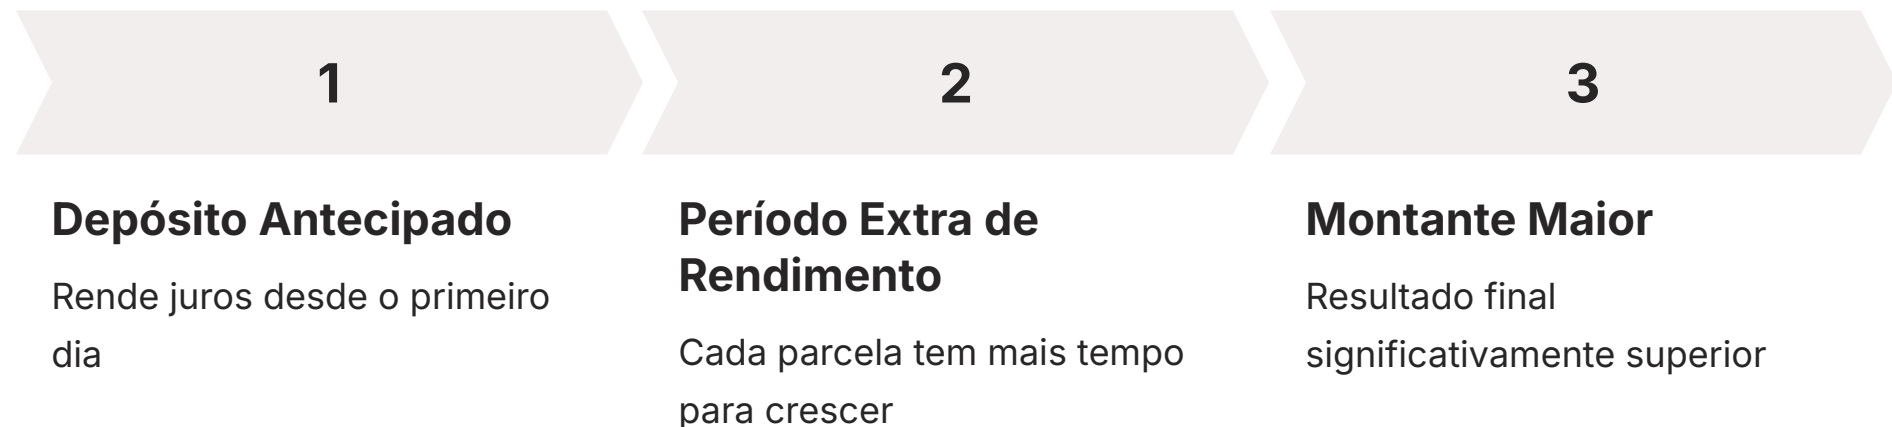 1
Depósito Antecipado
Rende juros desde o primeiro
dia
2
Período Extra de
Rendimento
Cada parcela tem mais tempo
para crescer
3
Montante Maior
Resultado final
significativamente superior